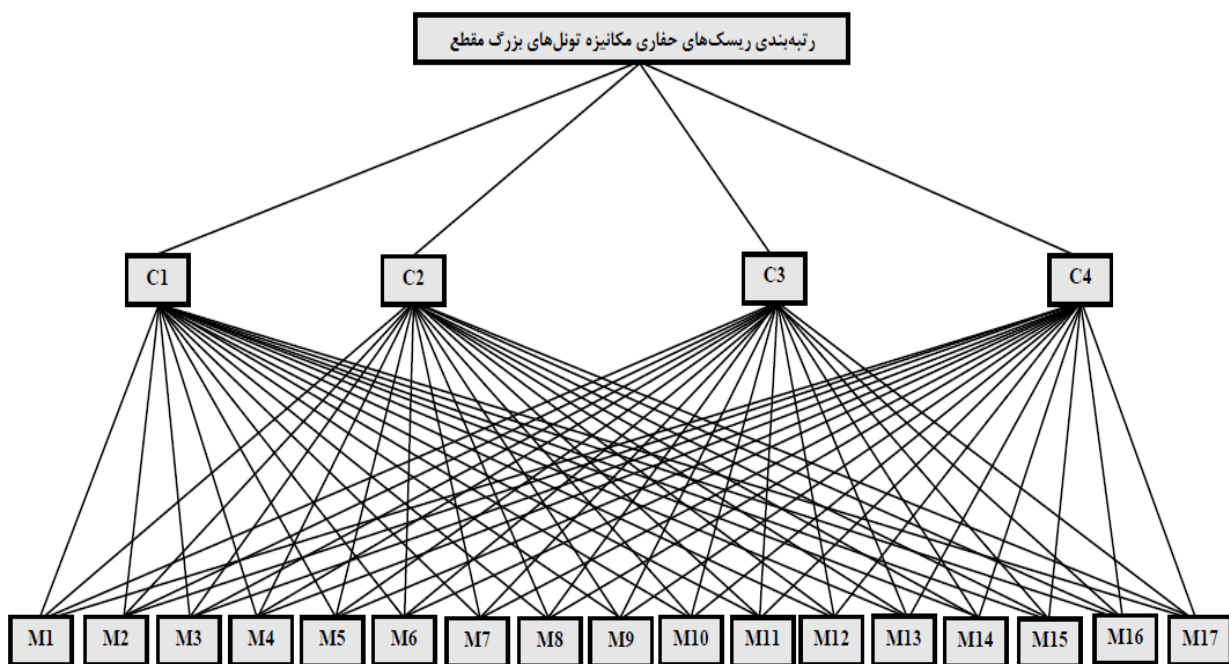 رتبه‌بندی ریسک‌های حفاری مکانیزه تونل‌های بزرگ مقطع
C1 C2 C3 C4
M1 M2 M3 M4 M5 M6 M7 M8 M9 M10 M11 M12 M13 M14 M15 M16 M17